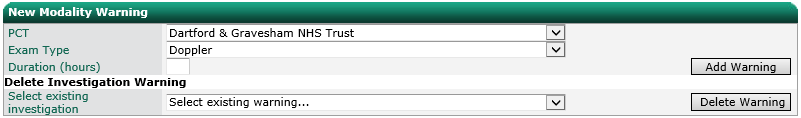 New Modality Warning
PCT Dartford & Gravesham NHS Trust
Exam Type Doppler
Duration (hours) Add Warning
Delete Investigation Warning
Select existing investigation Select existing warning... Delete Warning